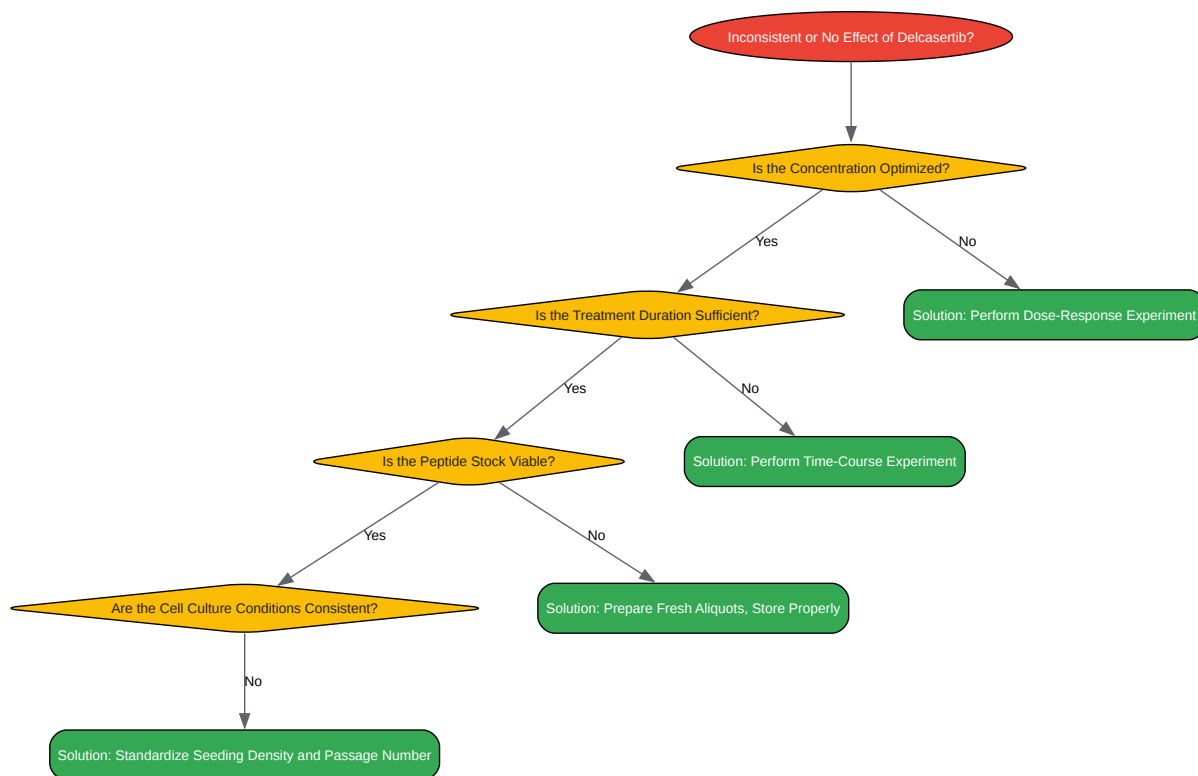 Inconsistent or No Effect of Delcasertib?
Is the Concentration Optimized?
Yes
No
Is the Treatment Duration Sufficient?
Solution: Perform Dose-Response Experiment
Yes
No
Is the Peptide Stock Viable?
Solution: Perform Time-Course Experiment
Yes
No
Are the Cell Culture Conditions Consistent?
Solution: Prepare Fresh Aliquots, Store Properly
No
Solution: Standardize Seeding Density and Passage Number